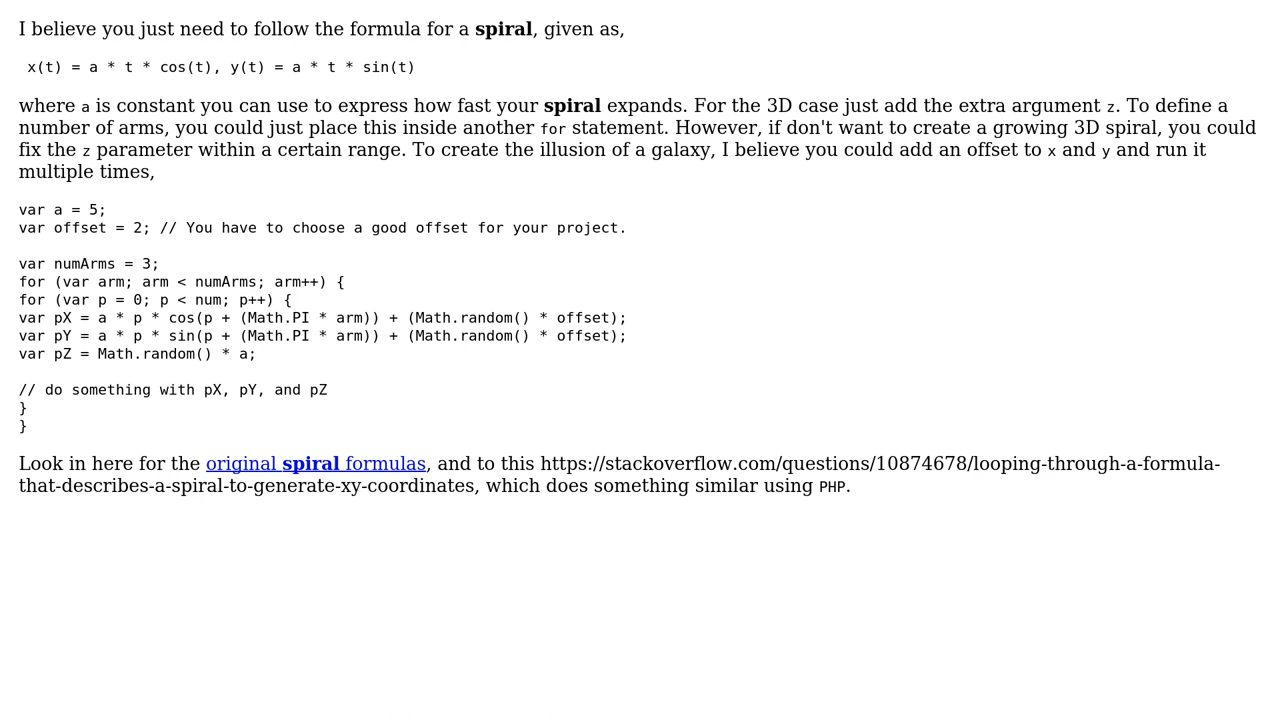 I believe you just need to follow the formula for a spiral, given as,
x(t) = a * t * cos(t), y(t) = a * t * sin(t)
where a is constant you can use to express how fast your spiral expands. For the 3D case just add the extra argument z. To define a
number of arms, you could just place this inside another for statement. However, if don't want to create a growing 3D spiral, you could
fix the z parameter within a certain range. To create the illusion of a galaxy, I believe you could add an offset to x and y and run it
multiple times,
var a = 5;
var offset = 2; // You have to choose a good offset for your project.
var numArms = 3;
for (var arm; arm < numArms; arm++) {
for (var p = 0; p < num; p++) {
var pX = a * p * cos(p + (Math.PI * arm)) + (Math.random() * offset);
var pY = a * p * sin(p + (Math.PI * arm)) + (Math.random() * offset);
var pZ = Math.random() * a;
// do something with pX, pY, and pZ
}
}
Look in here for the original spiral formulas, and to this https://stackoverflow.com/questions/10874678/looping-through-a-formula-
that-describes-a-spiral-to-generate-xy-coordinates, which does something similar using PHP.